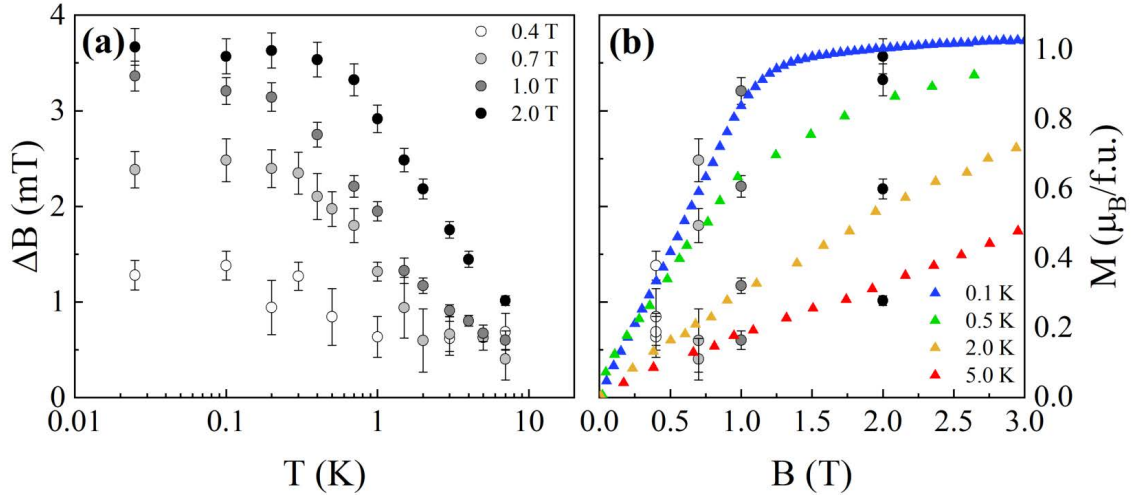 (a)
0.4 T
0.7 T
1.0 T
2.0 T
4
3
2
1
0
ΔB (mT)
0.01
0.1
1
10
T (K)
(b)
0.1 K
0.5 K
2.0 K
5.0 K
0.0
0.5
1.0
1.5
2.0
2.5
3.0
B (T)
1.0
0.8
0.6
0.4
0.2
0.0
M (μB/f.u.)